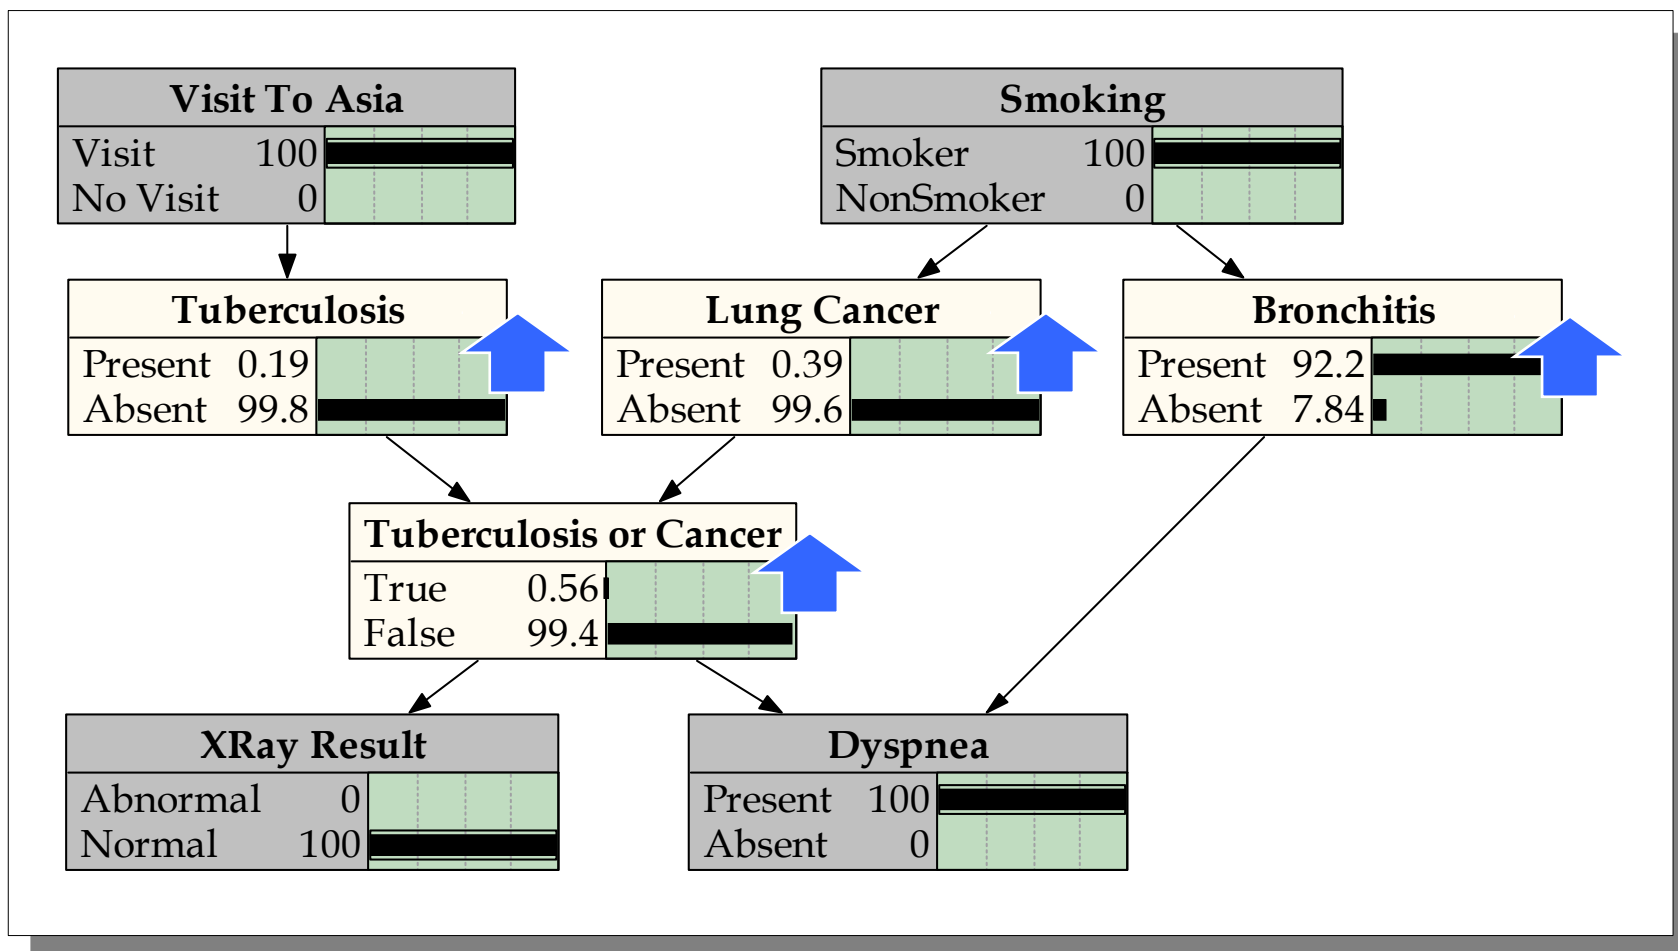 Visit To Asia
Visit 100
No Visit 0
Smoking
Smoker 100
NonSmoker 0
Tuberculosis
Present 0.19
Absent 99.8
Lung Cancer
Present 0.39
Absent 99.6
Bronchitis
Present 92.2
Absent 7.84
Tuberculosis or Cancer
True 0.56
False 99.4
XRay Result
Abnormal 0
Normal 100
Dyspnea
Present 100
Absent 0